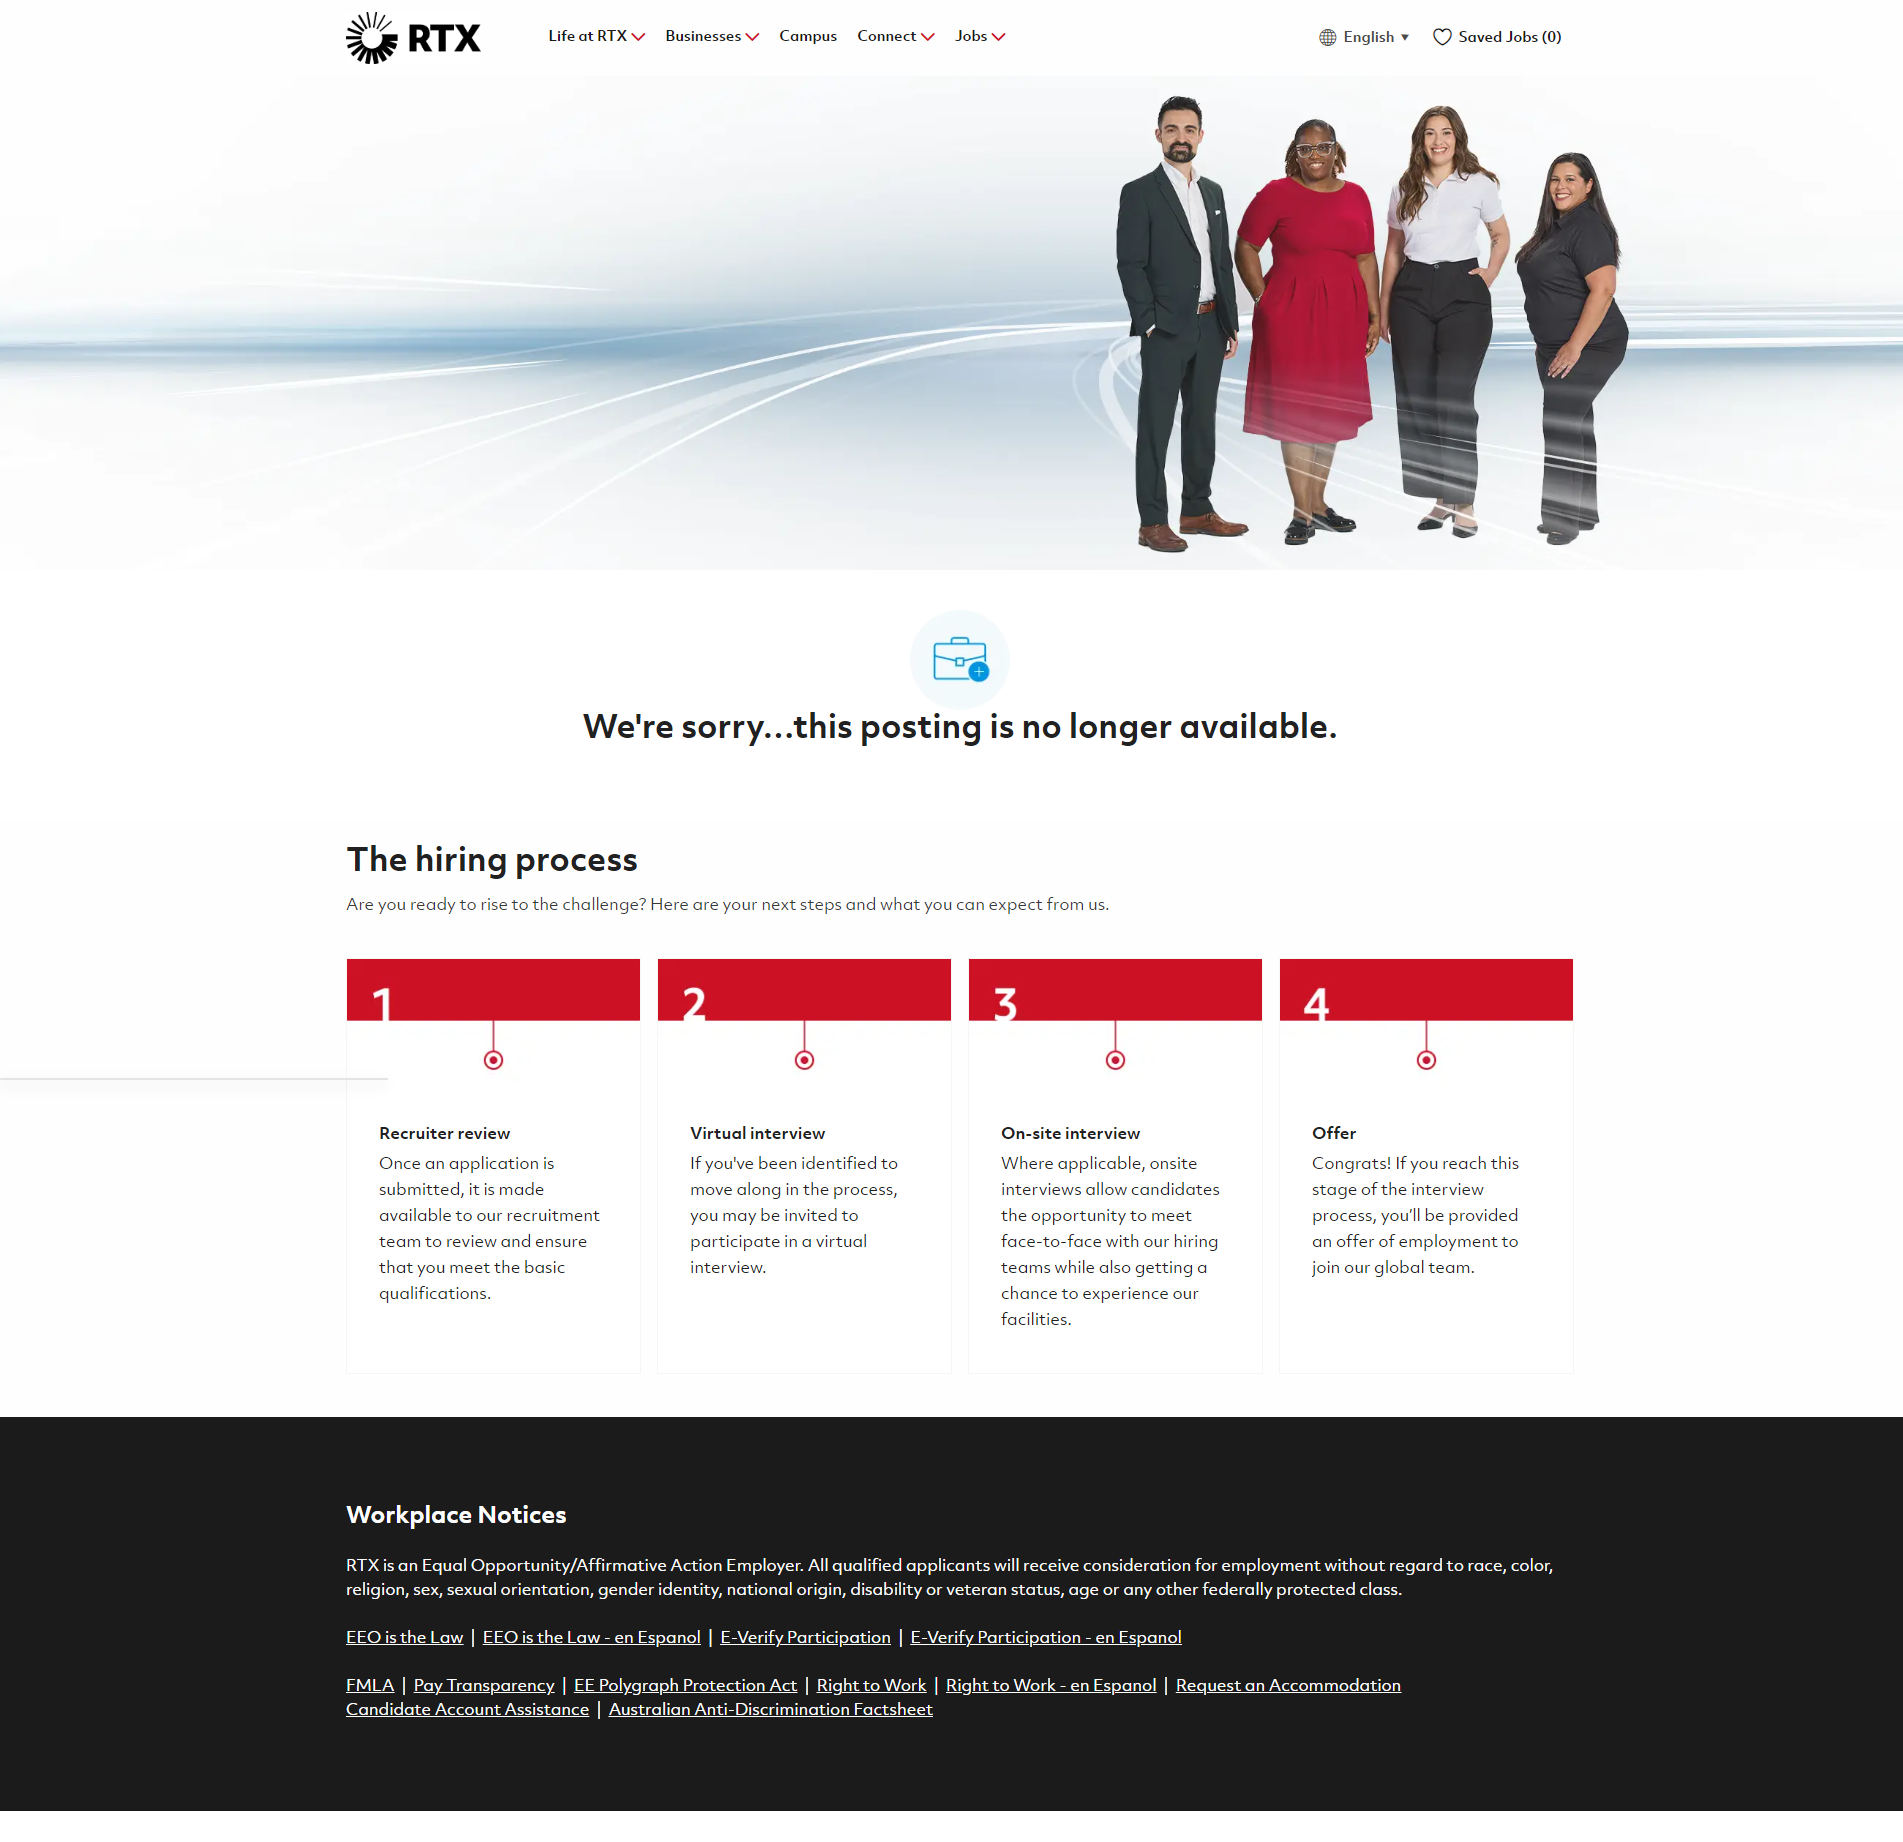 RTX
Life at RTX
Businesses
Campus
Connect
Jobs
English
Saved Jobs (0)
We're sorry...this posting is no longer available.
The hiring process
Are you ready to rise to the challenge? Here are your next steps and what you can expect from us.
1
Recruiter review
Once an application is
submitted, it is made
available to our recruitment
team to review and ensure
that you meet the basic
qualifications.
2
Virtual interview
If you've been identified to
move along in the process,
you may be invited to
participate in a virtual
interview.
3
On-site interview
Where applicable, onsite
interviews allow candidates
the opportunity to meet
face-to-face with our hiring
teams while also getting a
chance to experience our
facilities.
4
Offer
Congrats! If you reach this
stage of the interview
process, you’ll be provided
an offer of employment to
join our global team.
Workplace Notices
RTX is an Equal Opportunity/Affirmative Action Employer. All qualified applicants will receive consideration for employment without regard to race, color,
religion, sex, sexual orientation, gender identity, national origin, disability or veteran status, age or any other federally protected class.
EEO is the Law | EEO is the Law - en Espanol | E-Verify Participation | E-Verify Participation - en Espanol
FMLA | Pay Transparency | EE Polygraph Protection Act | Right to Work | Right to Work - en Espanol | Request an Accommodation
Candidate Account Assistance | Australian Anti-Discrimination Factsheet